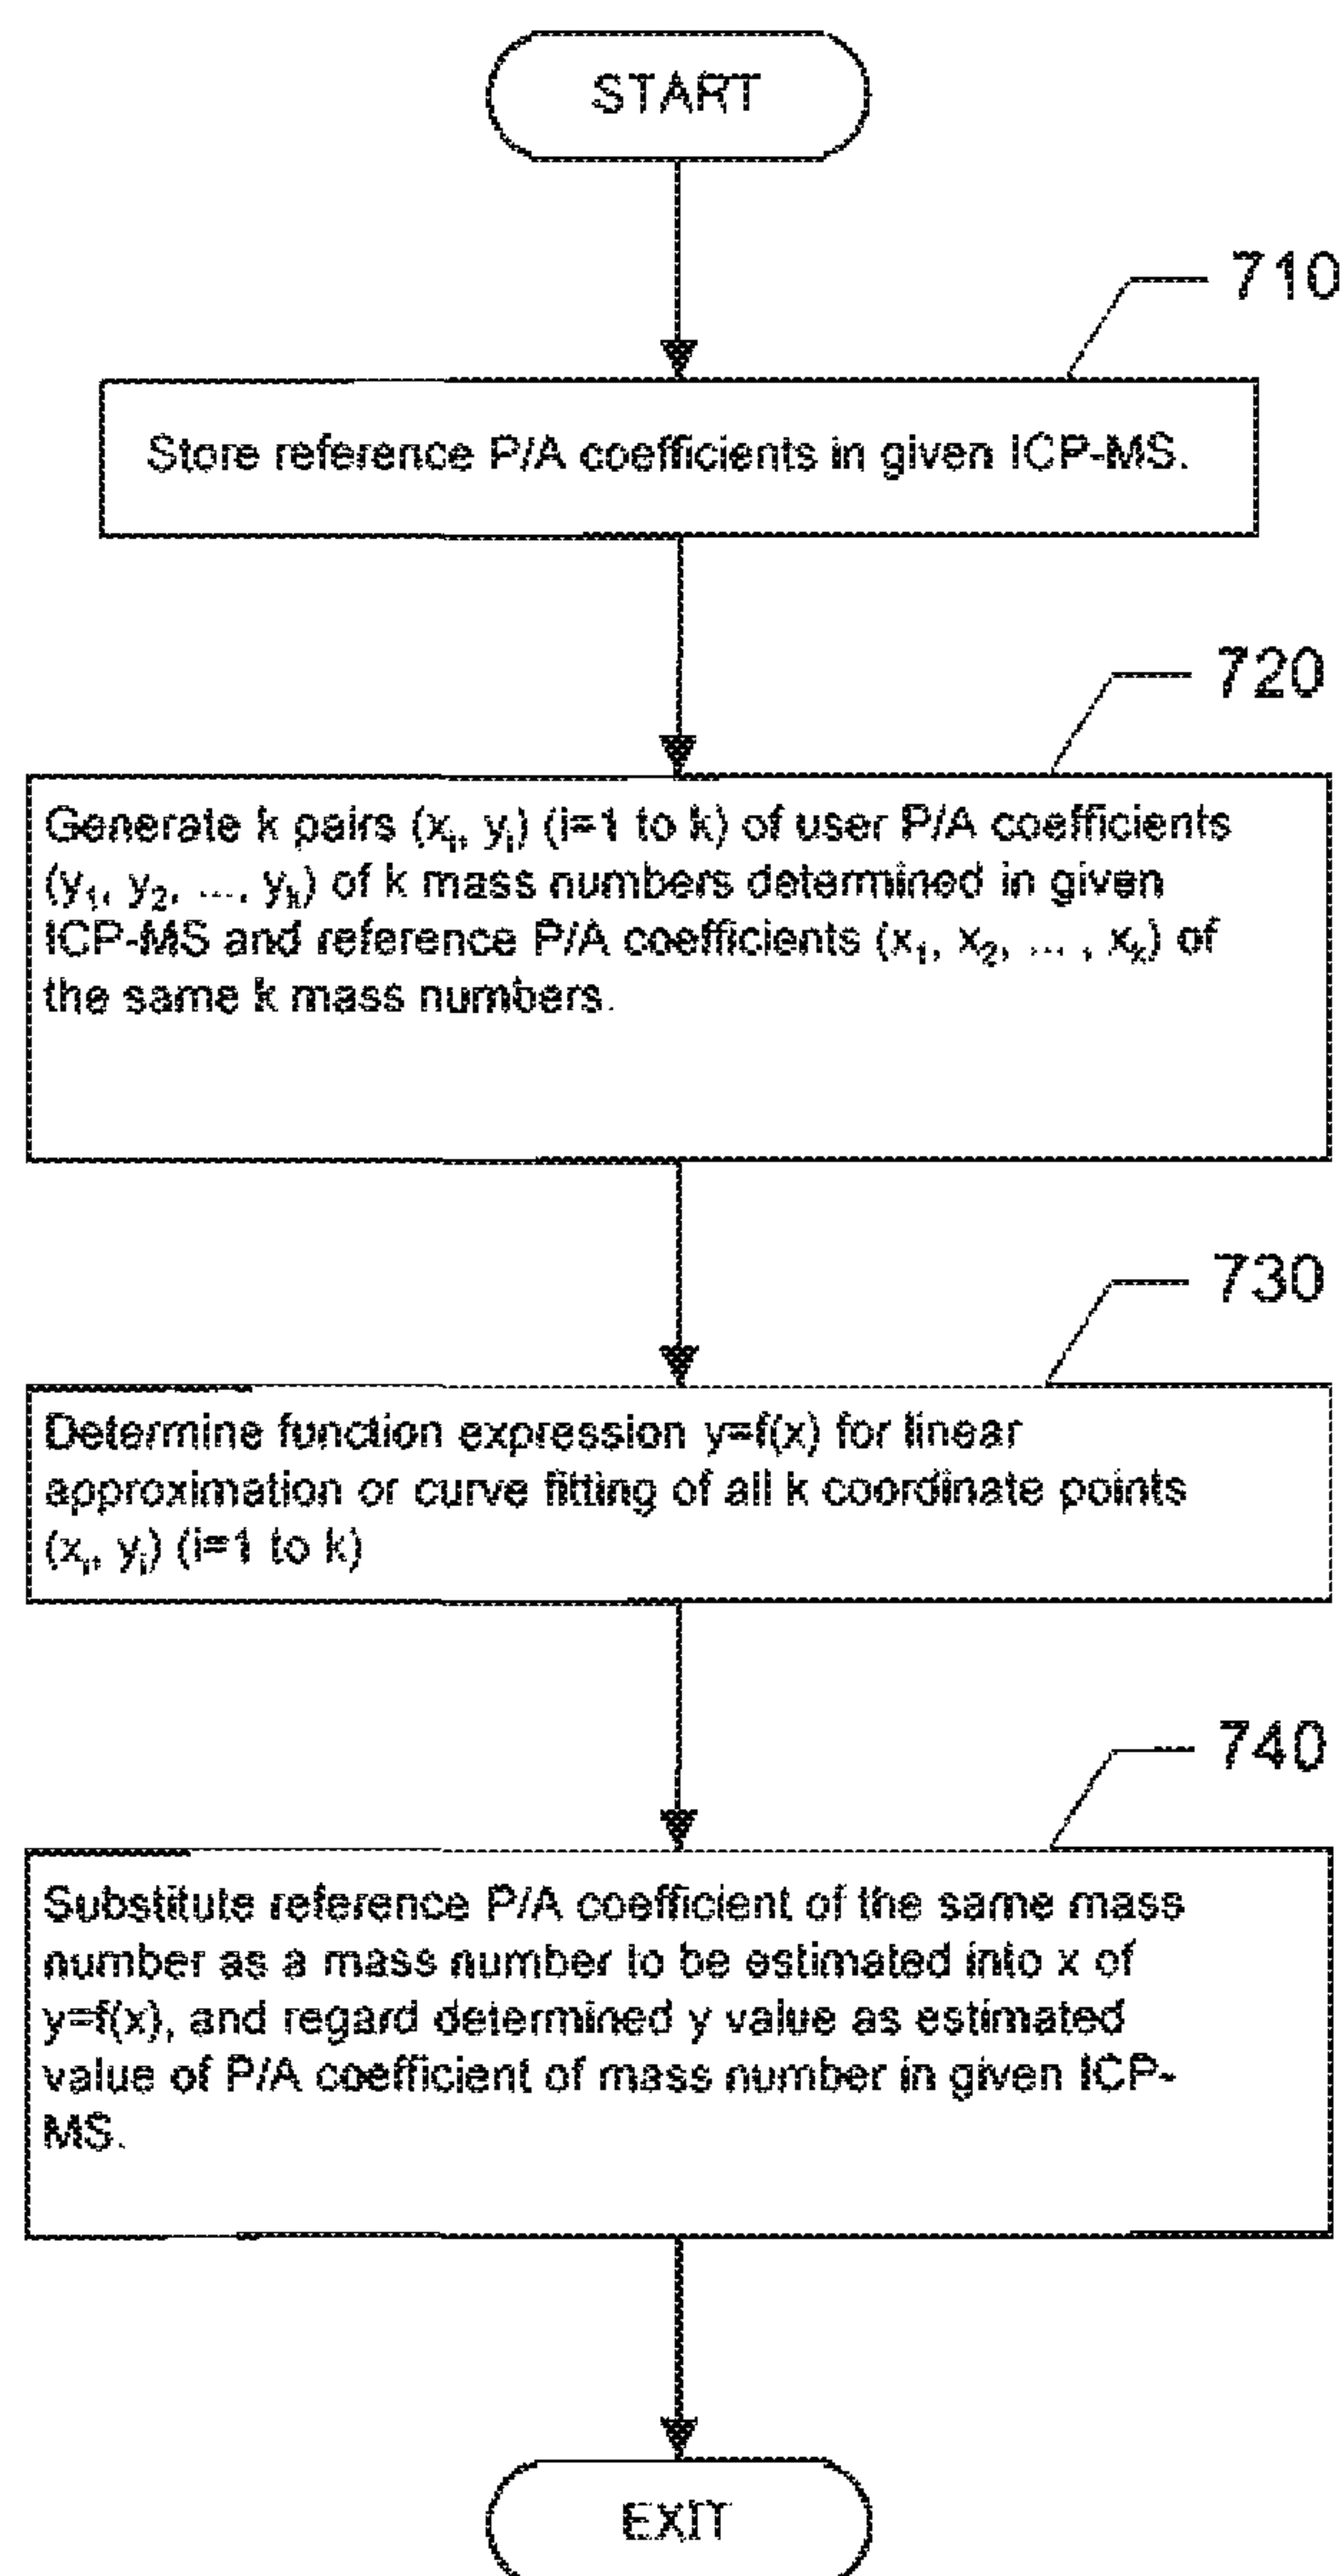 START
710
Store reference P/A coefficients in given ICP-MS.
720
Generate k pairs (xᵢ, yᵢ) (i=1 to k) of user P/A coefficients
(y₁, y₂, ..., yₖ) of k mass numbers determined in given
ICP-MS and reference P/A coefficients (x₁, x₂, ... , xₖ) of
the same k mass numbers.
730
Determine function expression y=f(x) for linear
approximation or curve fitting of all k coordinate points
(xᵢ, yᵢ) (i=1 to k)
740
Substitute reference P/A coefficient of the same mass
number as a mass number to be estimated into x of
y=f(x), and regard determined y value as estimated
value of P/A coefficient of mass number in given ICP-
MS.
EXIT